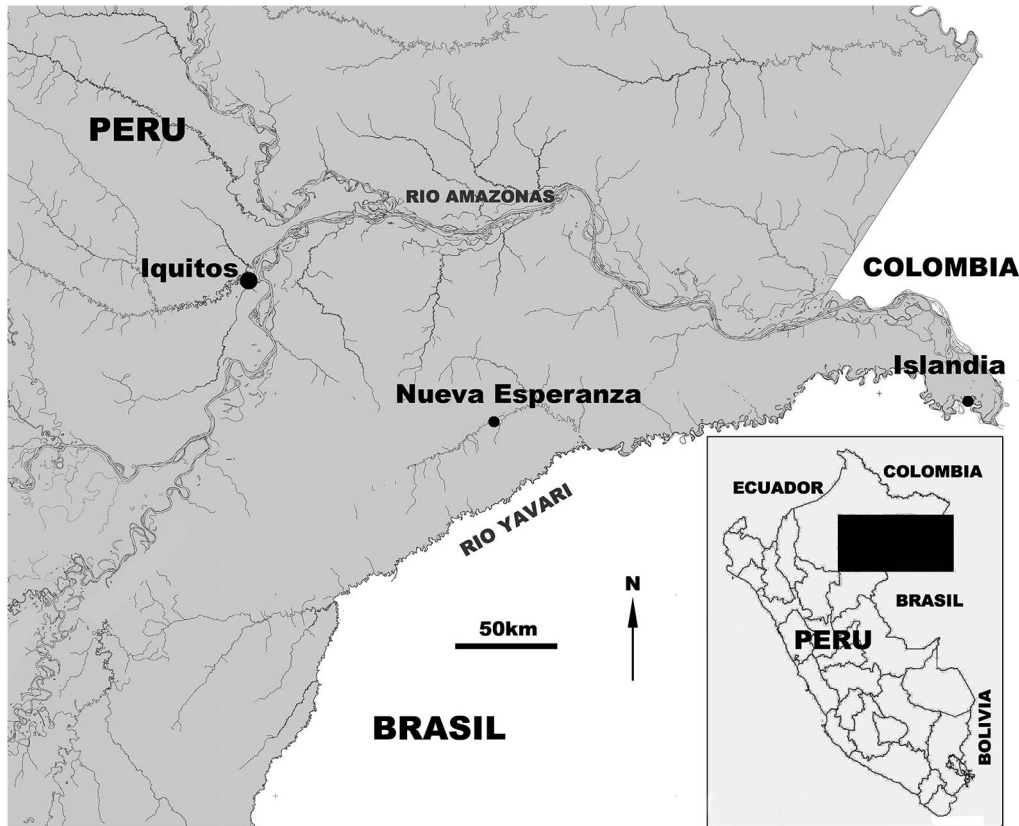 PERU
RIO AMAZONAS
Iquitos
COLOMBIA
Islandia
Nueva Esperanza
RIO YAVARI
N
50km
BRASIL
COLOMBIA
ECUADOR
BRASIL
PERU
BOLIVIA